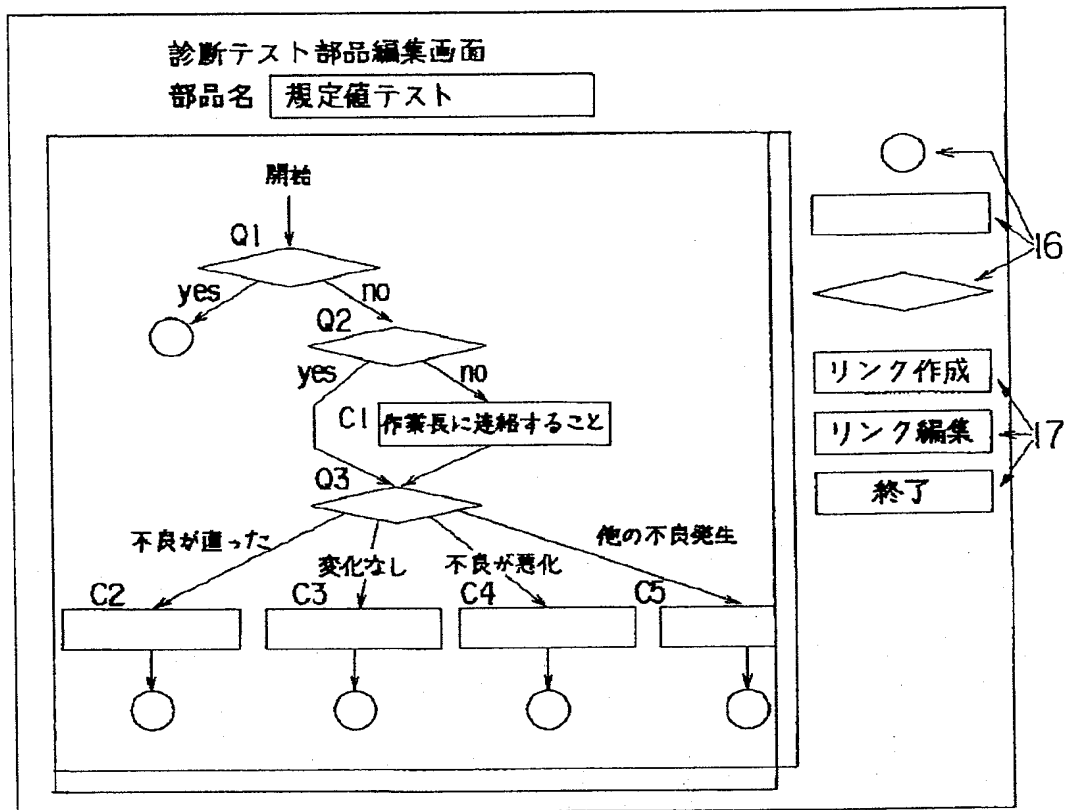 診断テスト部品編集画面
部品名 規定値テスト
開始
Q1
yes no
Q2
yes no
C1 作業長に連絡すること
Q3
不良が直った 変化なし 不良が悪化 他の不良発生
C2 C3 C4 C5
16
リンク作成
リンク編集
終了
17